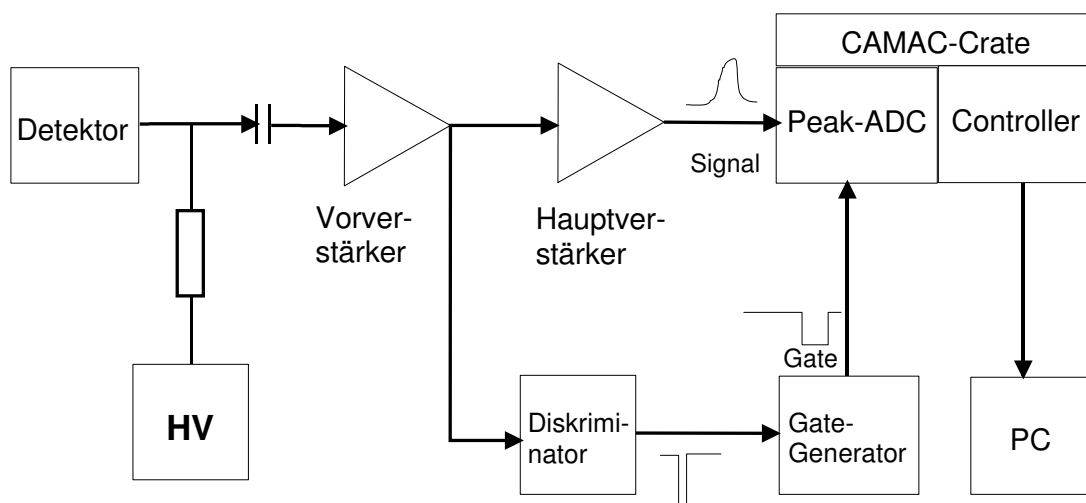 CAMAC-Crate
Detektor
Peak-ADC
Controller
Signal
Vorver-
stärker
Hauptver-
stärker
Gate
HV
Diskrimi-
nator
Gate-
Generator
PC